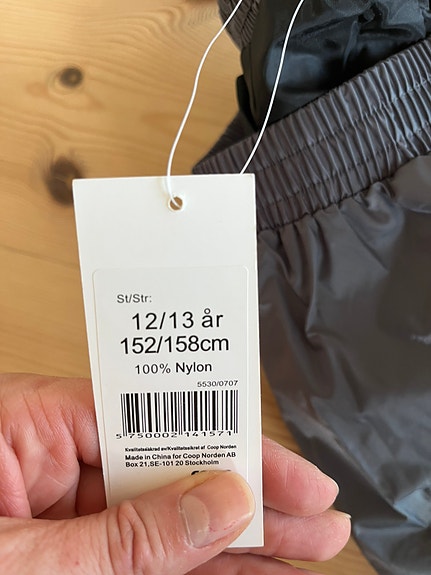 St/Str:
12/13 år
152/158cm
100% Nylon
5530/0707
5 750002 141571
Kvalitetssäkrad av/Kvalitetssikret af Coop Norden
Made in China for Coop Norden AB
Box 21,SE-101 20 Stockholm